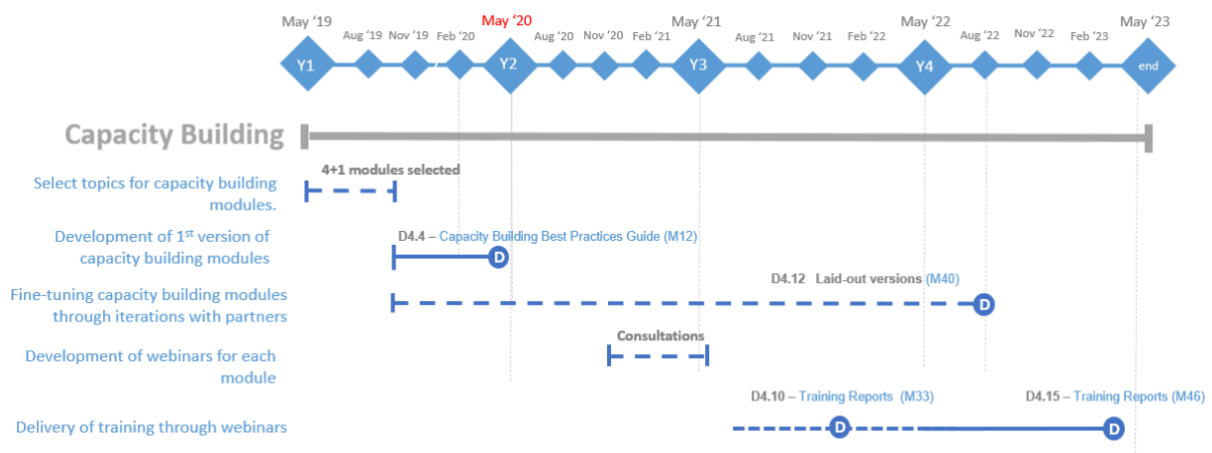 May '19
May '20
May '21
May '22
May '23
Aug '19
Nov '19
Feb '20
Aug '20
Nov '20
Feb '21
Aug '21
Nov '21
Feb '22
Aug '22
Nov '22
Feb '23
Y1
Y2
Y3
Y4
end
Capacity Building
4+1 modules selected
Select topics for capacity building
modules.
D4.4 – Capacity Building Best Practices Guide (M12)
Development of 1st version of
capacity building modules
D
D4.12 Laid-out versions (M40)
Fine-tuning capacity building modules
through iterations with partners
D
Consultations
Development of webinars for each
module
D4.10 – Training Reports (M33)
D4.15 – Training Reports (M46)
Delivery of training through webinars
D
D